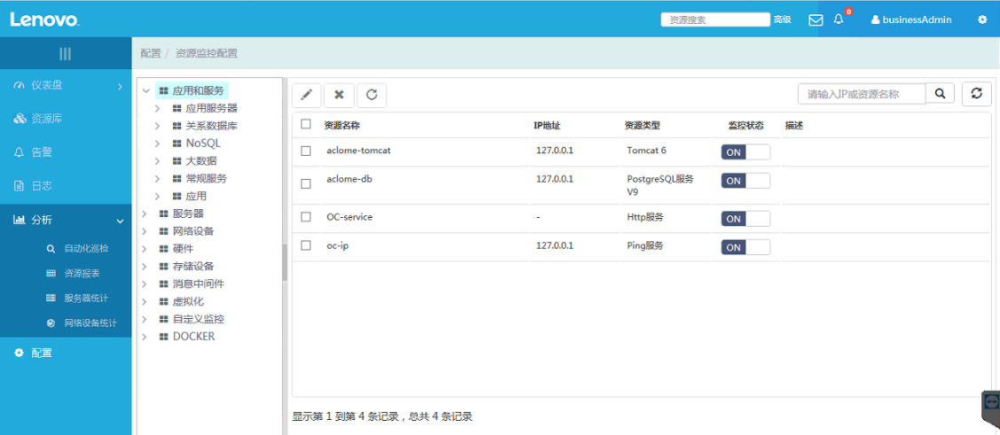 Lenovo
资源搜索 高级 0 businessAdmin
配置 / 资源监控配置
仪表盘
资源库
告警
日志
分析
自动化巡检
资源报表
服务器统计
网络设备统计
配置
应用和服务
应用服务器
关系数据库
NoSQL
大数据
常规服务
应用
服务器
网络设备
硬件
存储设备
消息中间件
虚拟化
自定义监控
DOCKER
请输入IP或资源名称
资源名称 IP地址 资源类型 监控状态 描述
aclome-tomcat 127.0.0.1 Tomcat 6 ON
aclome-db 127.0.0.1 PostgreSQL服务 ON
V9
OC-service - Http服务 ON
oc-ip 127.0.0.1 Ping服务 ON
显示第 1 到第 4 条记录，总共 4 条记录